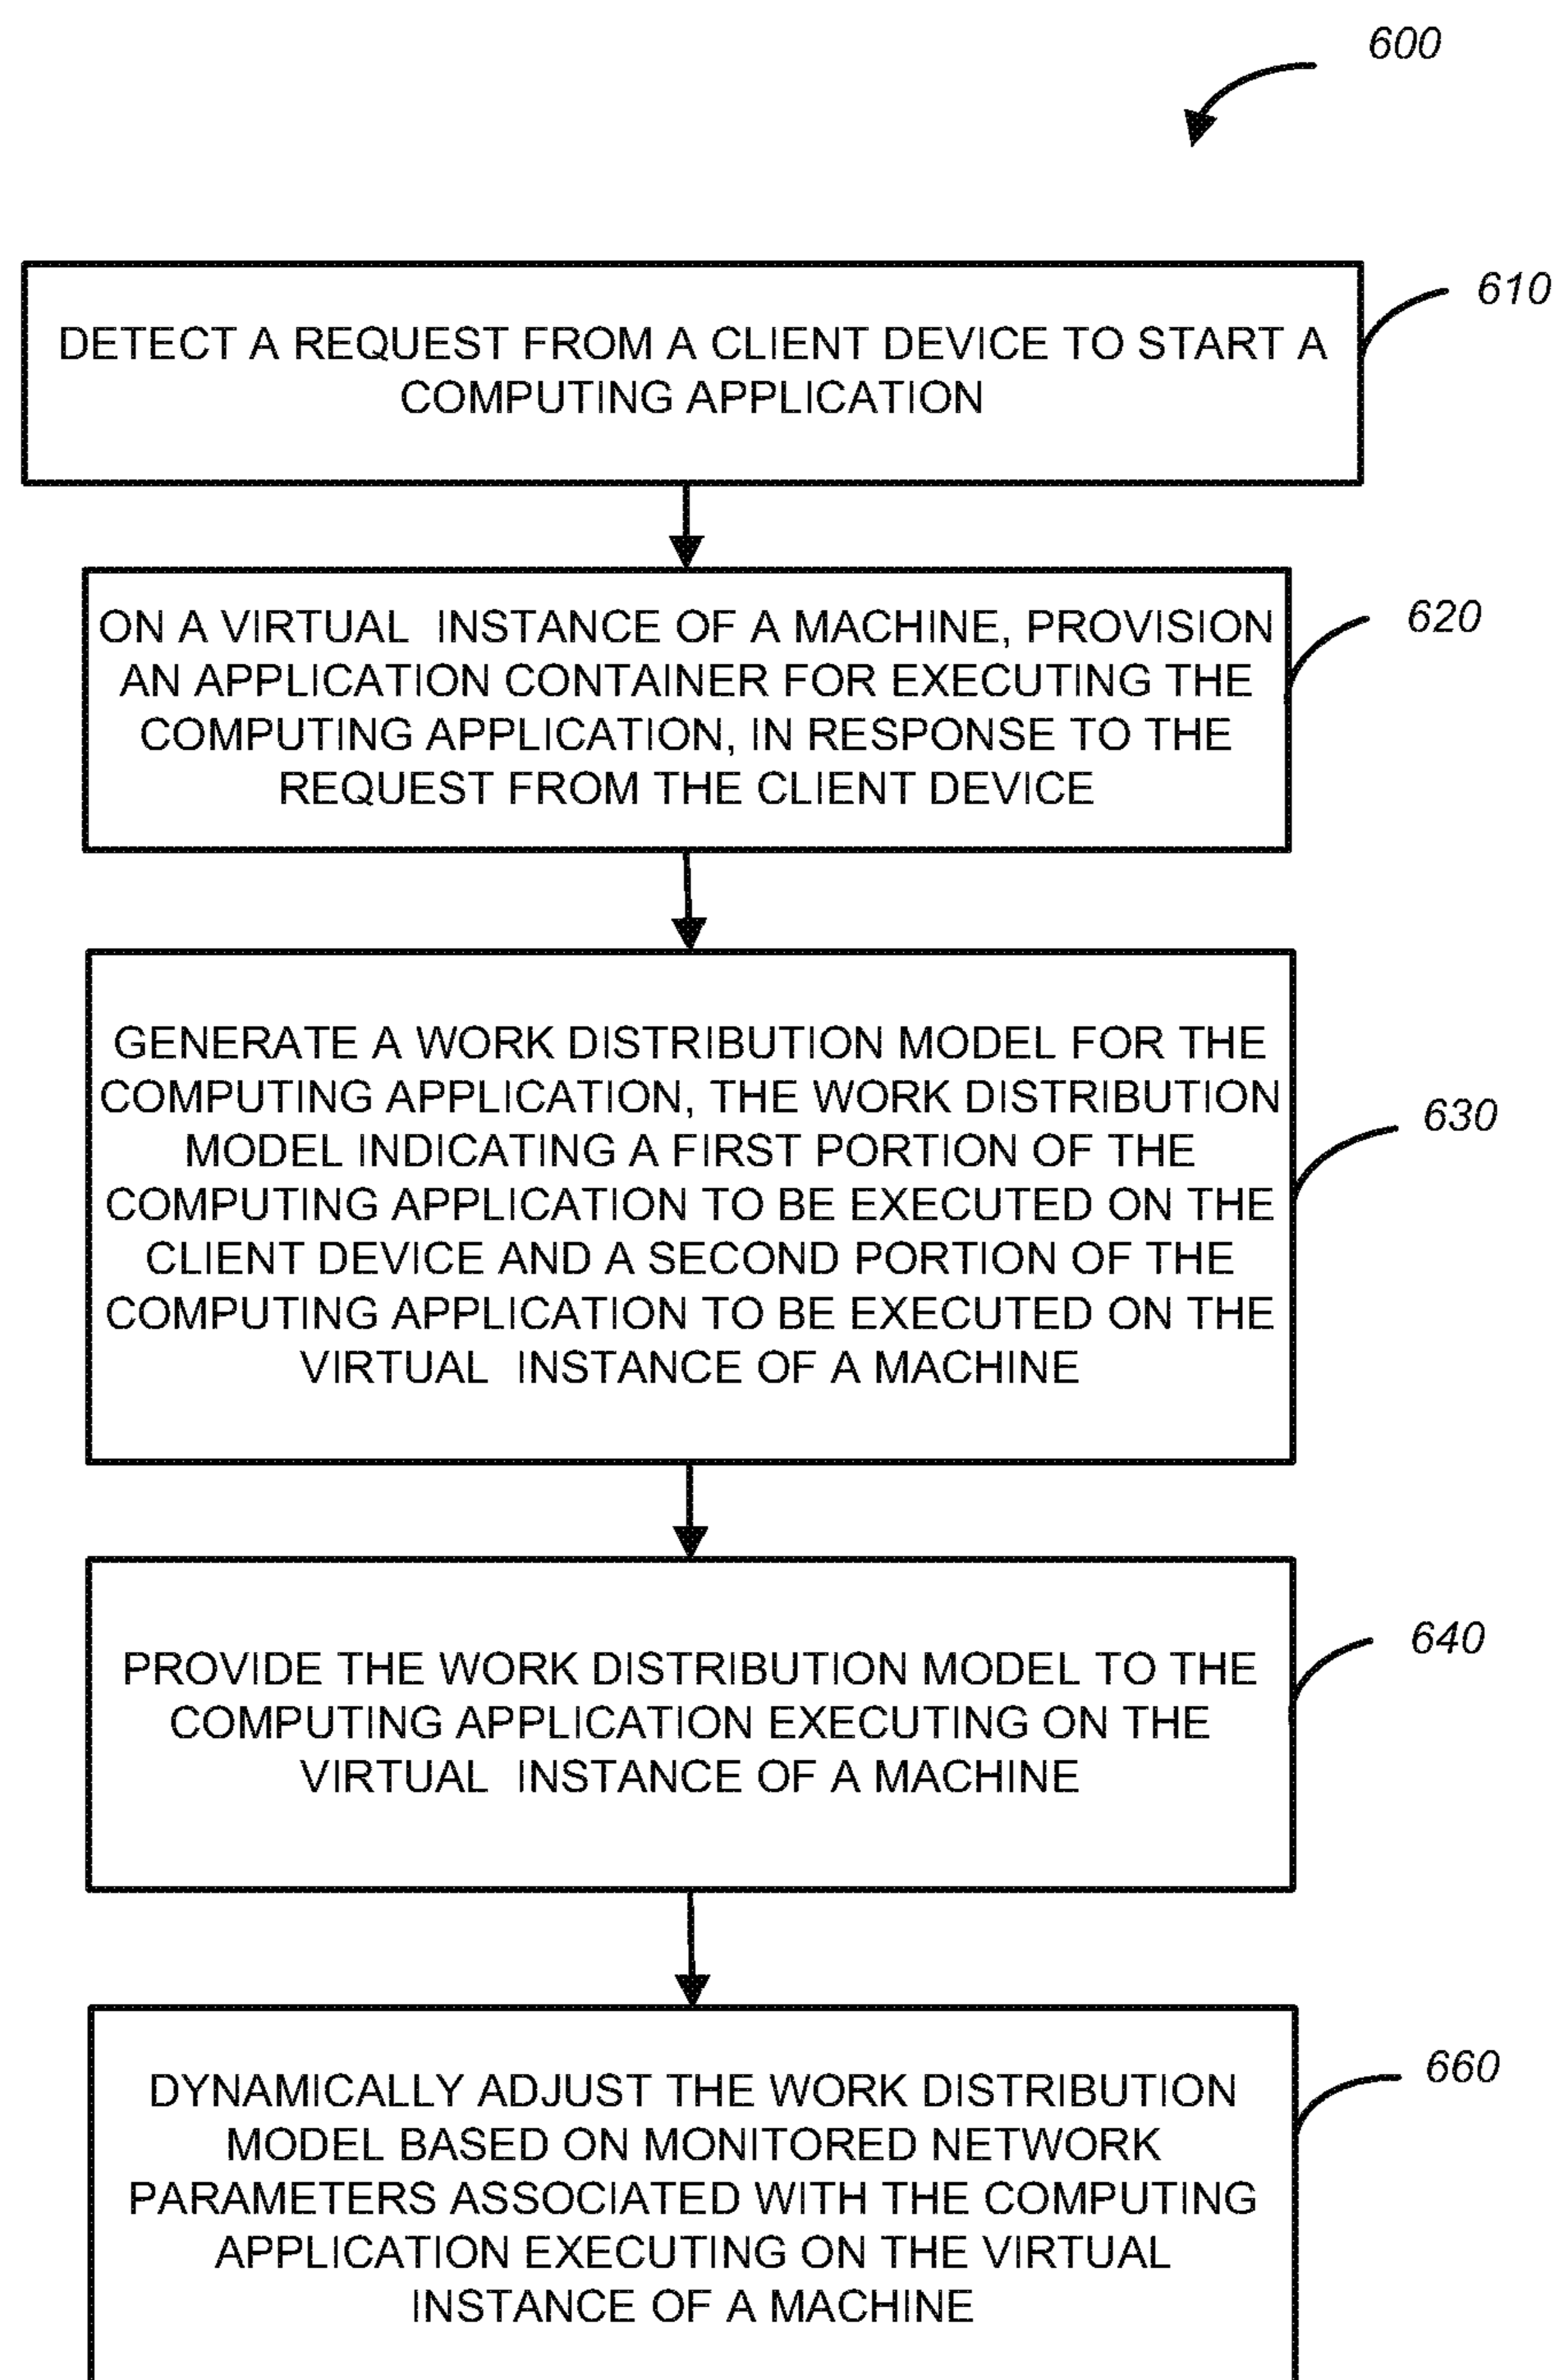 600
DETECT A REQUEST FROM A CLIENT DEVICE TO START A
COMPUTING APPLICATION
610
ON A VIRTUAL INSTANCE OF A MACHINE, PROVISION
AN APPLICATION CONTAINER FOR EXECUTING THE
COMPUTING APPLICATION, IN RESPONSE TO THE
REQUEST FROM THE CLIENT DEVICE
620
GENERATE A WORK DISTRIBUTION MODEL FOR THE
COMPUTING APPLICATION, THE WORK DISTRIBUTION
MODEL INDICATING A FIRST PORTION OF THE
COMPUTING APPLICATION TO BE EXECUTED ON THE
CLIENT DEVICE AND A SECOND PORTION OF THE
COMPUTING APPLICATION TO BE EXECUTED ON THE
VIRTUAL INSTANCE OF A MACHINE
630
PROVIDE THE WORK DISTRIBUTION MODEL TO THE
COMPUTING APPLICATION EXECUTING ON THE
VIRTUAL INSTANCE OF A MACHINE
640
DYNAMICALLY ADJUST THE WORK DISTRIBUTION
MODEL BASED ON MONITORED NETWORK
PARAMETERS ASSOCIATED WITH THE COMPUTING
APPLICATION EXECUTING ON THE VIRTUAL
INSTANCE OF A MACHINE
660